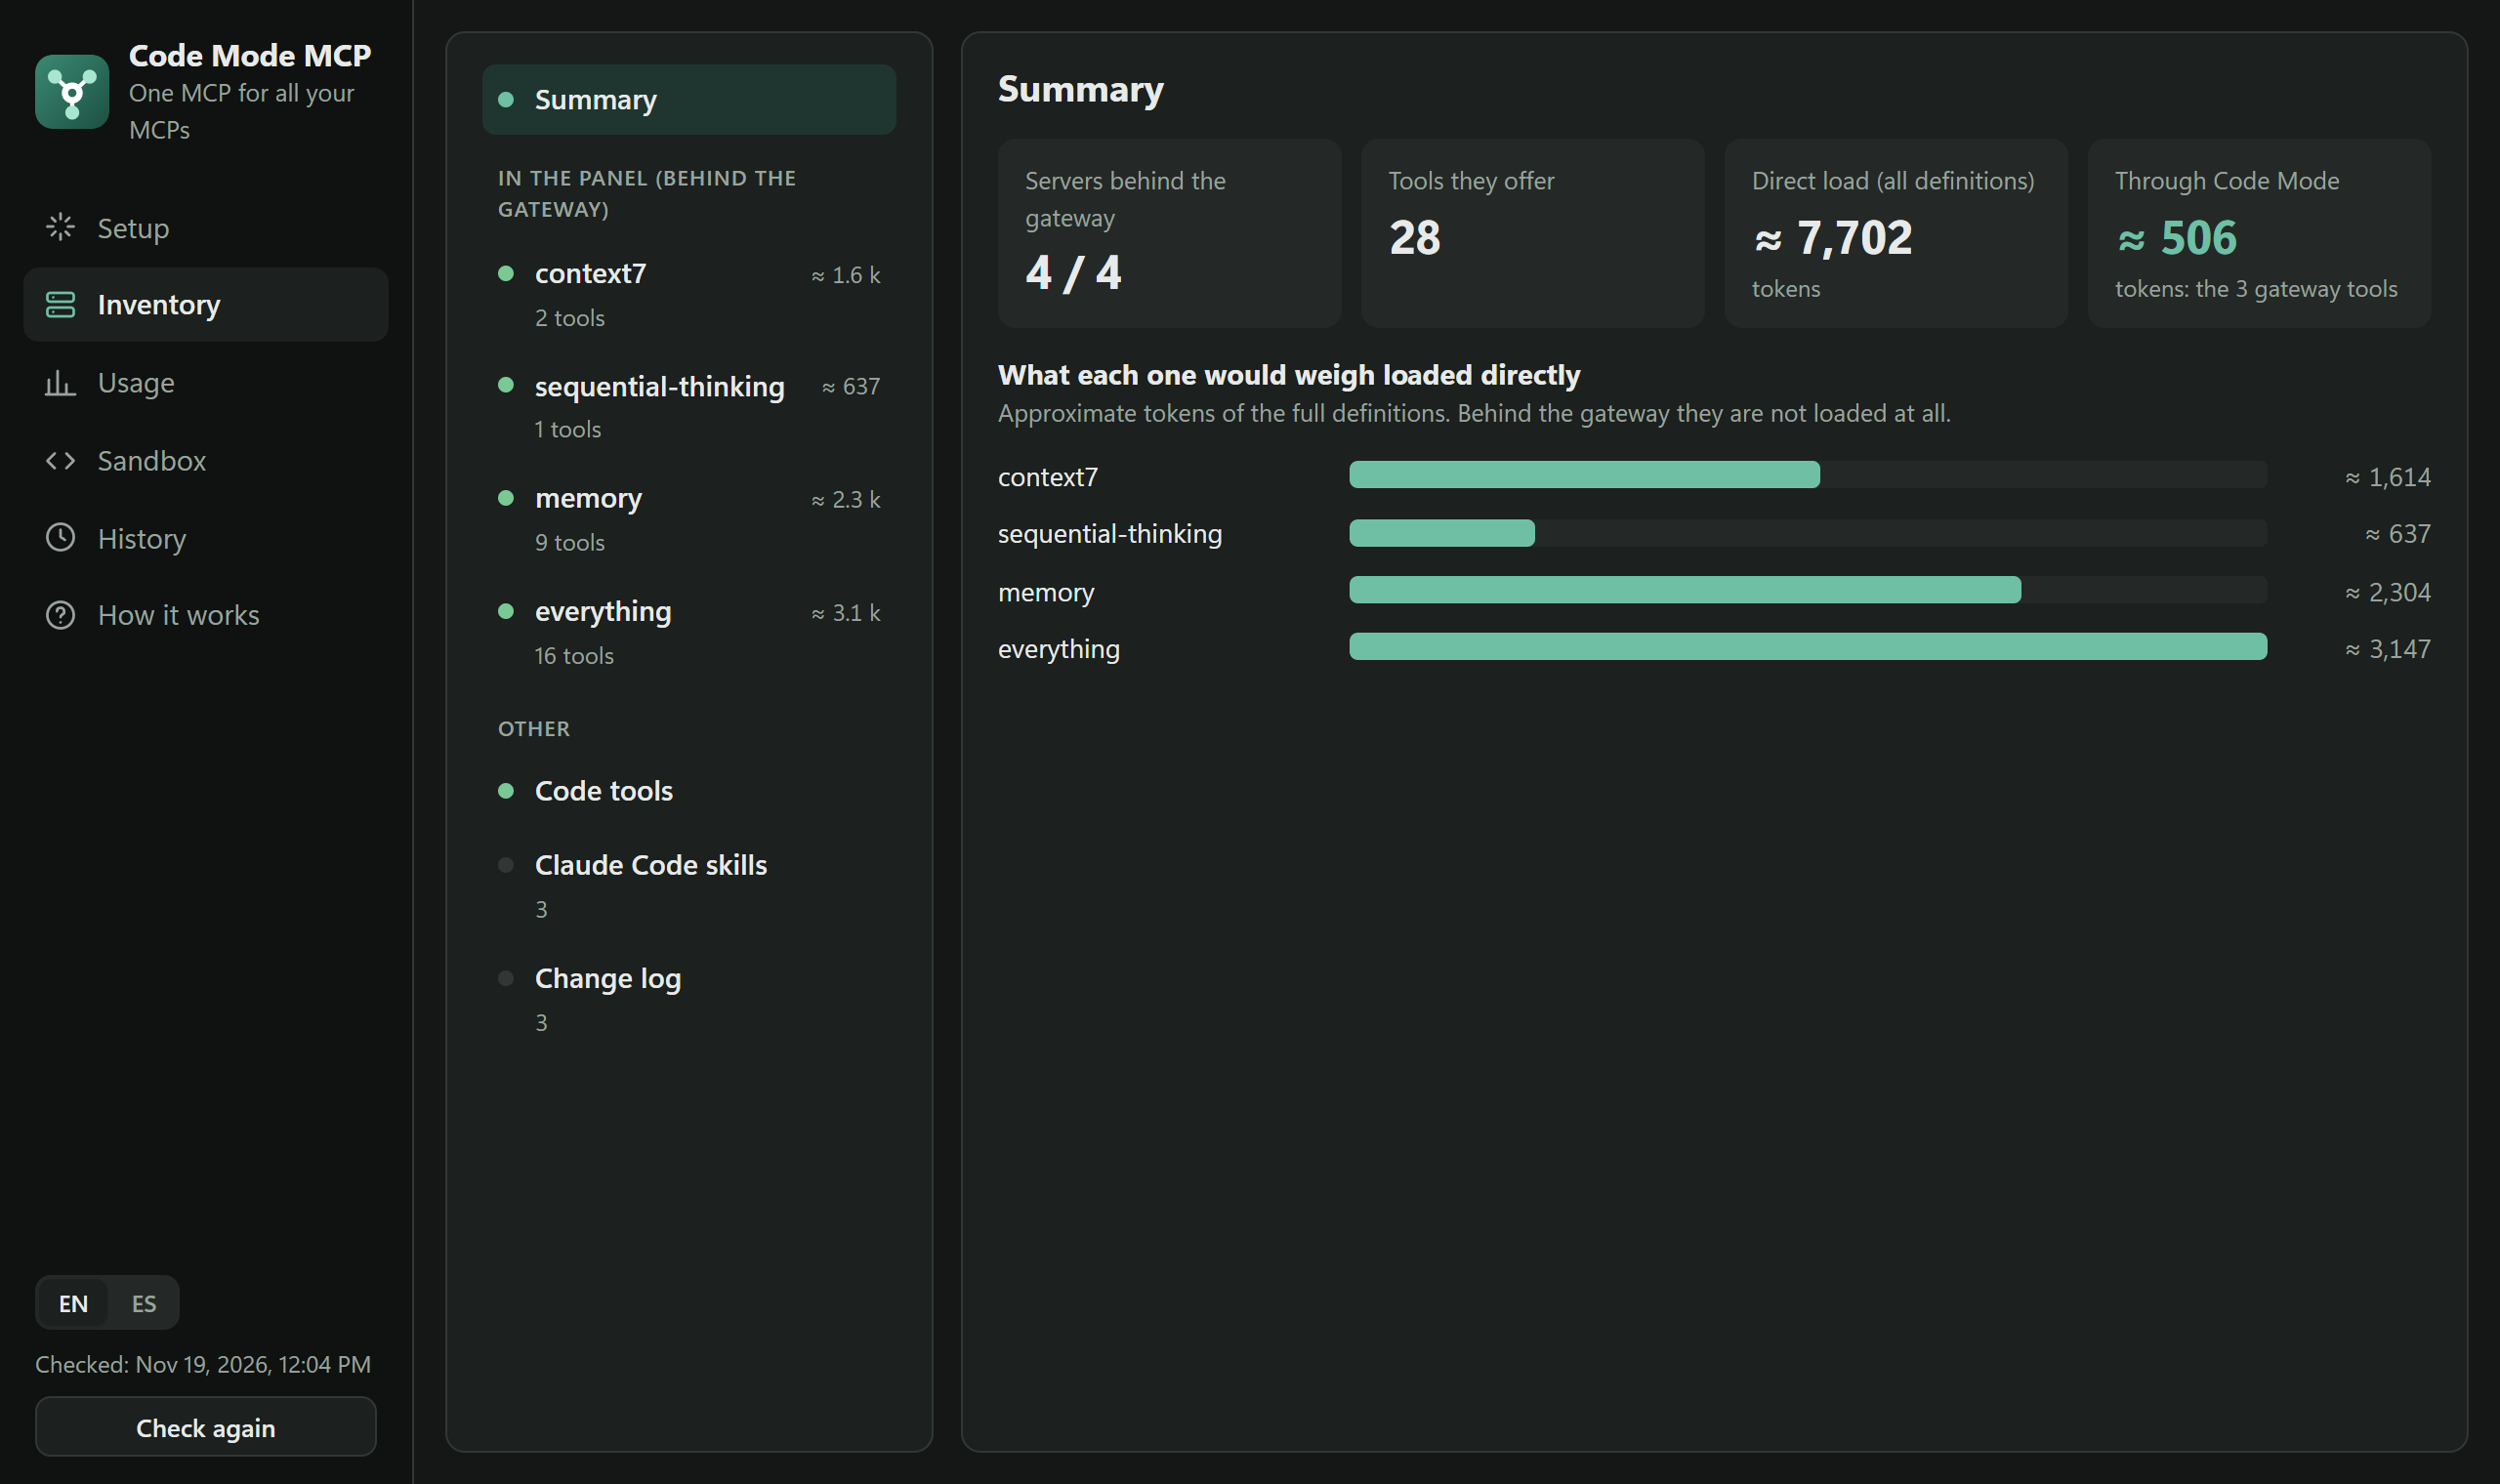 Code Mode MCP
One MCP for all your
MCPs
Setup
Inventory
Usage
Sandbox
History
How it works
EN ES
Checked: Nov 19, 2026, 12:04 PM
Check again
Summary
IN THE PANEL (BEHIND THE
GATEWAY)
context7 ≈ 1.6 k
2 tools
sequential-thinking ≈ 637
1 tools
memory ≈ 2.3 k
9 tools
everything ≈ 3.1 k
16 tools
OTHER
Code tools
Claude Code skills
3
Change log
3
Summary
Servers behind the
gateway
4 / 4
Tools they offer
28
Direct load (all definitions)
≈ 7,702
tokens
Through Code Mode
≈ 506
tokens: the 3 gateway tools
What each one would weigh loaded directly
Approximate tokens of the full definitions. Behind the gateway they are not loaded at all.
context7 ≈ 1,614
sequential-thinking ≈ 637
memory ≈ 2,304
everything ≈ 3,147